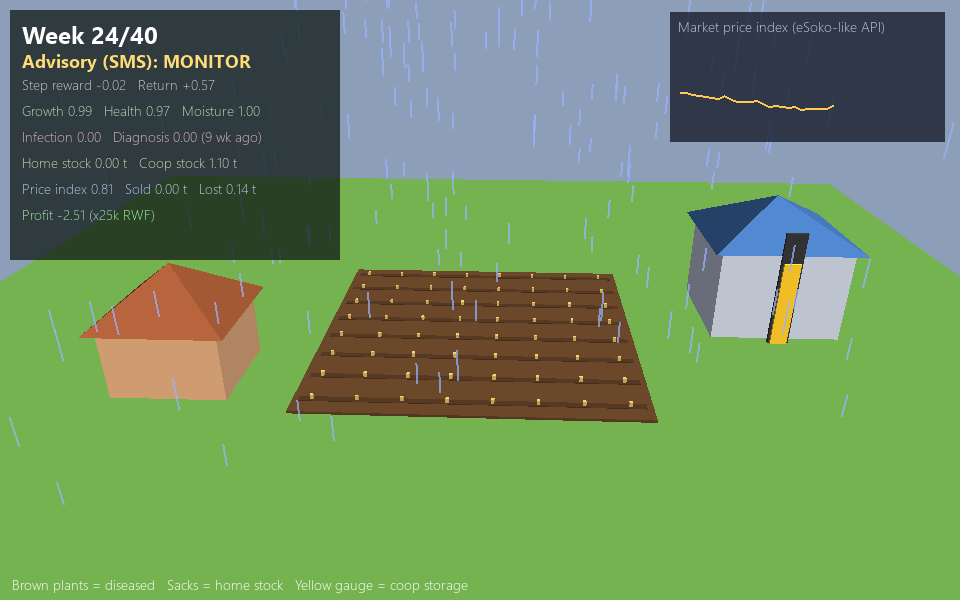 Week 24/40
Advisory (SMS): MONITOR
Step reward -0.02   Return +0.57
Growth 0.99   Health 0.97   Moisture 1.00
Infection 0.00   Diagnosis 0.00 (9 wk ago)
Home stock 0.00 t   Coop stock 1.10 t
Price index 0.81   Sold 0.00 t   Lost 0.14 t
Profit -2.51 (x25k RWF)
Market price index (eSoko-like API)
Brown plants = diseased   Sacks = home stock   Yellow gauge = coop storage